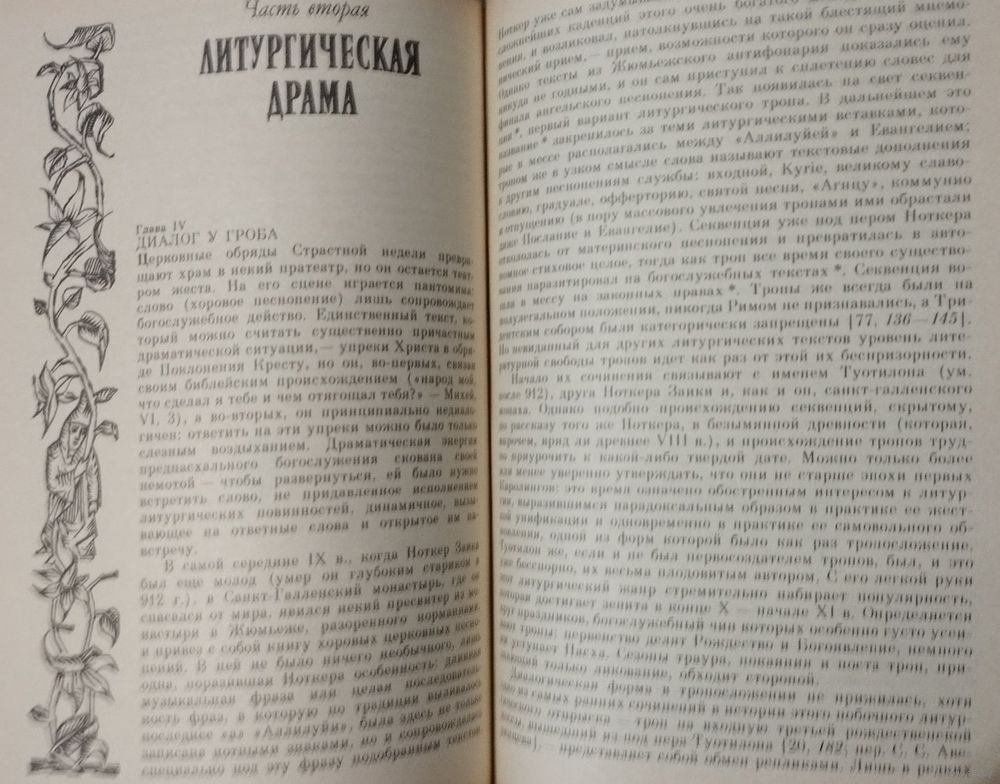 Часть вторая
ЛИТУРГИЧЕСКАЯ
ДРАМА
Глава IV
ДИАЛОГ У ГРОБА
Церковные обряды Страстной недели превра-
щают храм в некий пратеатр, но он остается теат-
ром жеста. На его сцене играется пантомима:
слово (хоровое песнопение) лишь сопровождает
богослужебное действо. Единственный текст, ко-
торый можно считать существенно причастным
драматической ситуации,— упреки Христа в обря-
де Поклонения Кресту, но он, во-первых, связан
своим библейским происхождением («народ мой,
что сделал я тебе и чем отягощал тебя?» — Михей,
VI, 3), а во-вторых, он принципиально недиало-
гичен: ответить на эти упреки можно было только
слезным воздыханием. Драматическая энергия
предпасхального богослужения скована своей
немотой — чтобы развернуться, ей было нужно
встретить слово, не придавленное исполнением
литургических повинностей, динамичное, вызы-
вающее на ответные слова и открытое им на-
встречу.
В самой середине IX в., когда Ноткер Заика
был еще молод (умер он глубоким стариком в
912 г.), в Санкт-Галленский монастырь, где он
спасался от мира, явился некий пресвитер из мо-
настыря в Жюмьеже, разоренного норманнами,
и привез с собой книгу хоровых церковных песно-
пений. В ней не было ничего необычного, лишь
одна, поразившая Ноткера особенность: данная
музыкальная фраза или целая последователь-
ность фраз, в которую по традиции вызывалось
последнее «а» «Аллилуйи», была здесь не только
записана нотными знаками, но и сопровождалась
специально под эту фразу подобранным текстом.
Ноткер уже сам задумывался
сложнейших каденций этого очень богатого
пения, и возликовал, натолкнувшись на такой блестящий мнемо-
нический прием,— прием, возможности которого он сразу оценил.
Однако тексты из Жюмьежского антифонария показались ему
никуда не годными, и он сам приступил к сплетению словес для
финала ангельского песнопения. Так появилась на свет секвен-
ция*, первый вариант литургического тропа. В дальнейшем это
название* закрепилось за теми литургическими вставками, кото-
рые в мессе располагались между «Аллилуйей» и Евангелием;
тропом же в узком смысле слова называют текстовые дополнения
к другим песнопениям службы: входной, Kyrie, великому славо-
словию, градуале, офферторию, святой песни, «Агнцу», коммунио
и отпущению (в пору массового увлечения тропами ими обрастали
даже Послание и Евангелие). Секвенция уже под пером Ноткера
откололась от материнского песнопения и превратилась в авто-
номное стиховое целое, тогда как троп все время своего существо-
вания паразитировал на богослужебных текстах*. Секвенция во-
шла в мессу на законных правах*. Тропы же всегда были на
полулегальном положении, никогда Римом не признавались, а Три-
дентским собором были категорически запрещены [77, 136—145].
Но невиданный для других литургических текстов уровень лите-
ратурной свободы тропов идет как раз от этой их беспризорности.
Начало их сочинения связывают с именем Туотилона (ум.
после 912), друга Ноткера Заики и, как и он, санкт-галленского
монаха. Однако подобно происхождению секвенций, скрытому,
по рассказу того же Ноткера, в безымянной древности (которая,
впрочем, вряд ли древнее VIII в.), и происхождение тропов труд-
но приурочить к какой-либо твердой дате. Можно только более
или менее уверенно утверждать, что они не старше эпохи первых
Каролингов: это время означено обостренным интересом к литур-
гии, выразившимся парадоксальным образом в практике ее жест-
кой унификации и одновременно в практике ее самовольного об-
новления, одной из форм которой было как раз тропосложение.
Туотилон же, если и не был первосоздателем тропов, был, и это
уже бесспорно, их весьма плодовитым автором. С его легкой руки
этот литургический жанр стремительно набирает популярность,
которая достигает зенита в конце X — начале XI в. Определяется
круг праздников, богослужебный чин которых особенно густо усеи-
вают тропы; первенство делят Рождество и Богоявление, немного
им уступает Пасха. Сезоны траура, покаяния и поста троп, при-
знающий только ликование, обходит стороной.
Диалогическая форма в тропосложении не прижилась, хотя
одно из самых ранних сочинений в истории этого побочного литур-
гического отпрыска — троп на входную третьей рождественской
мессы, вышедший из под пера Туотилона [20, 182; пер. С. С. Аве-
ринцева],— представляет собой обмен репликами. Лишь в редких